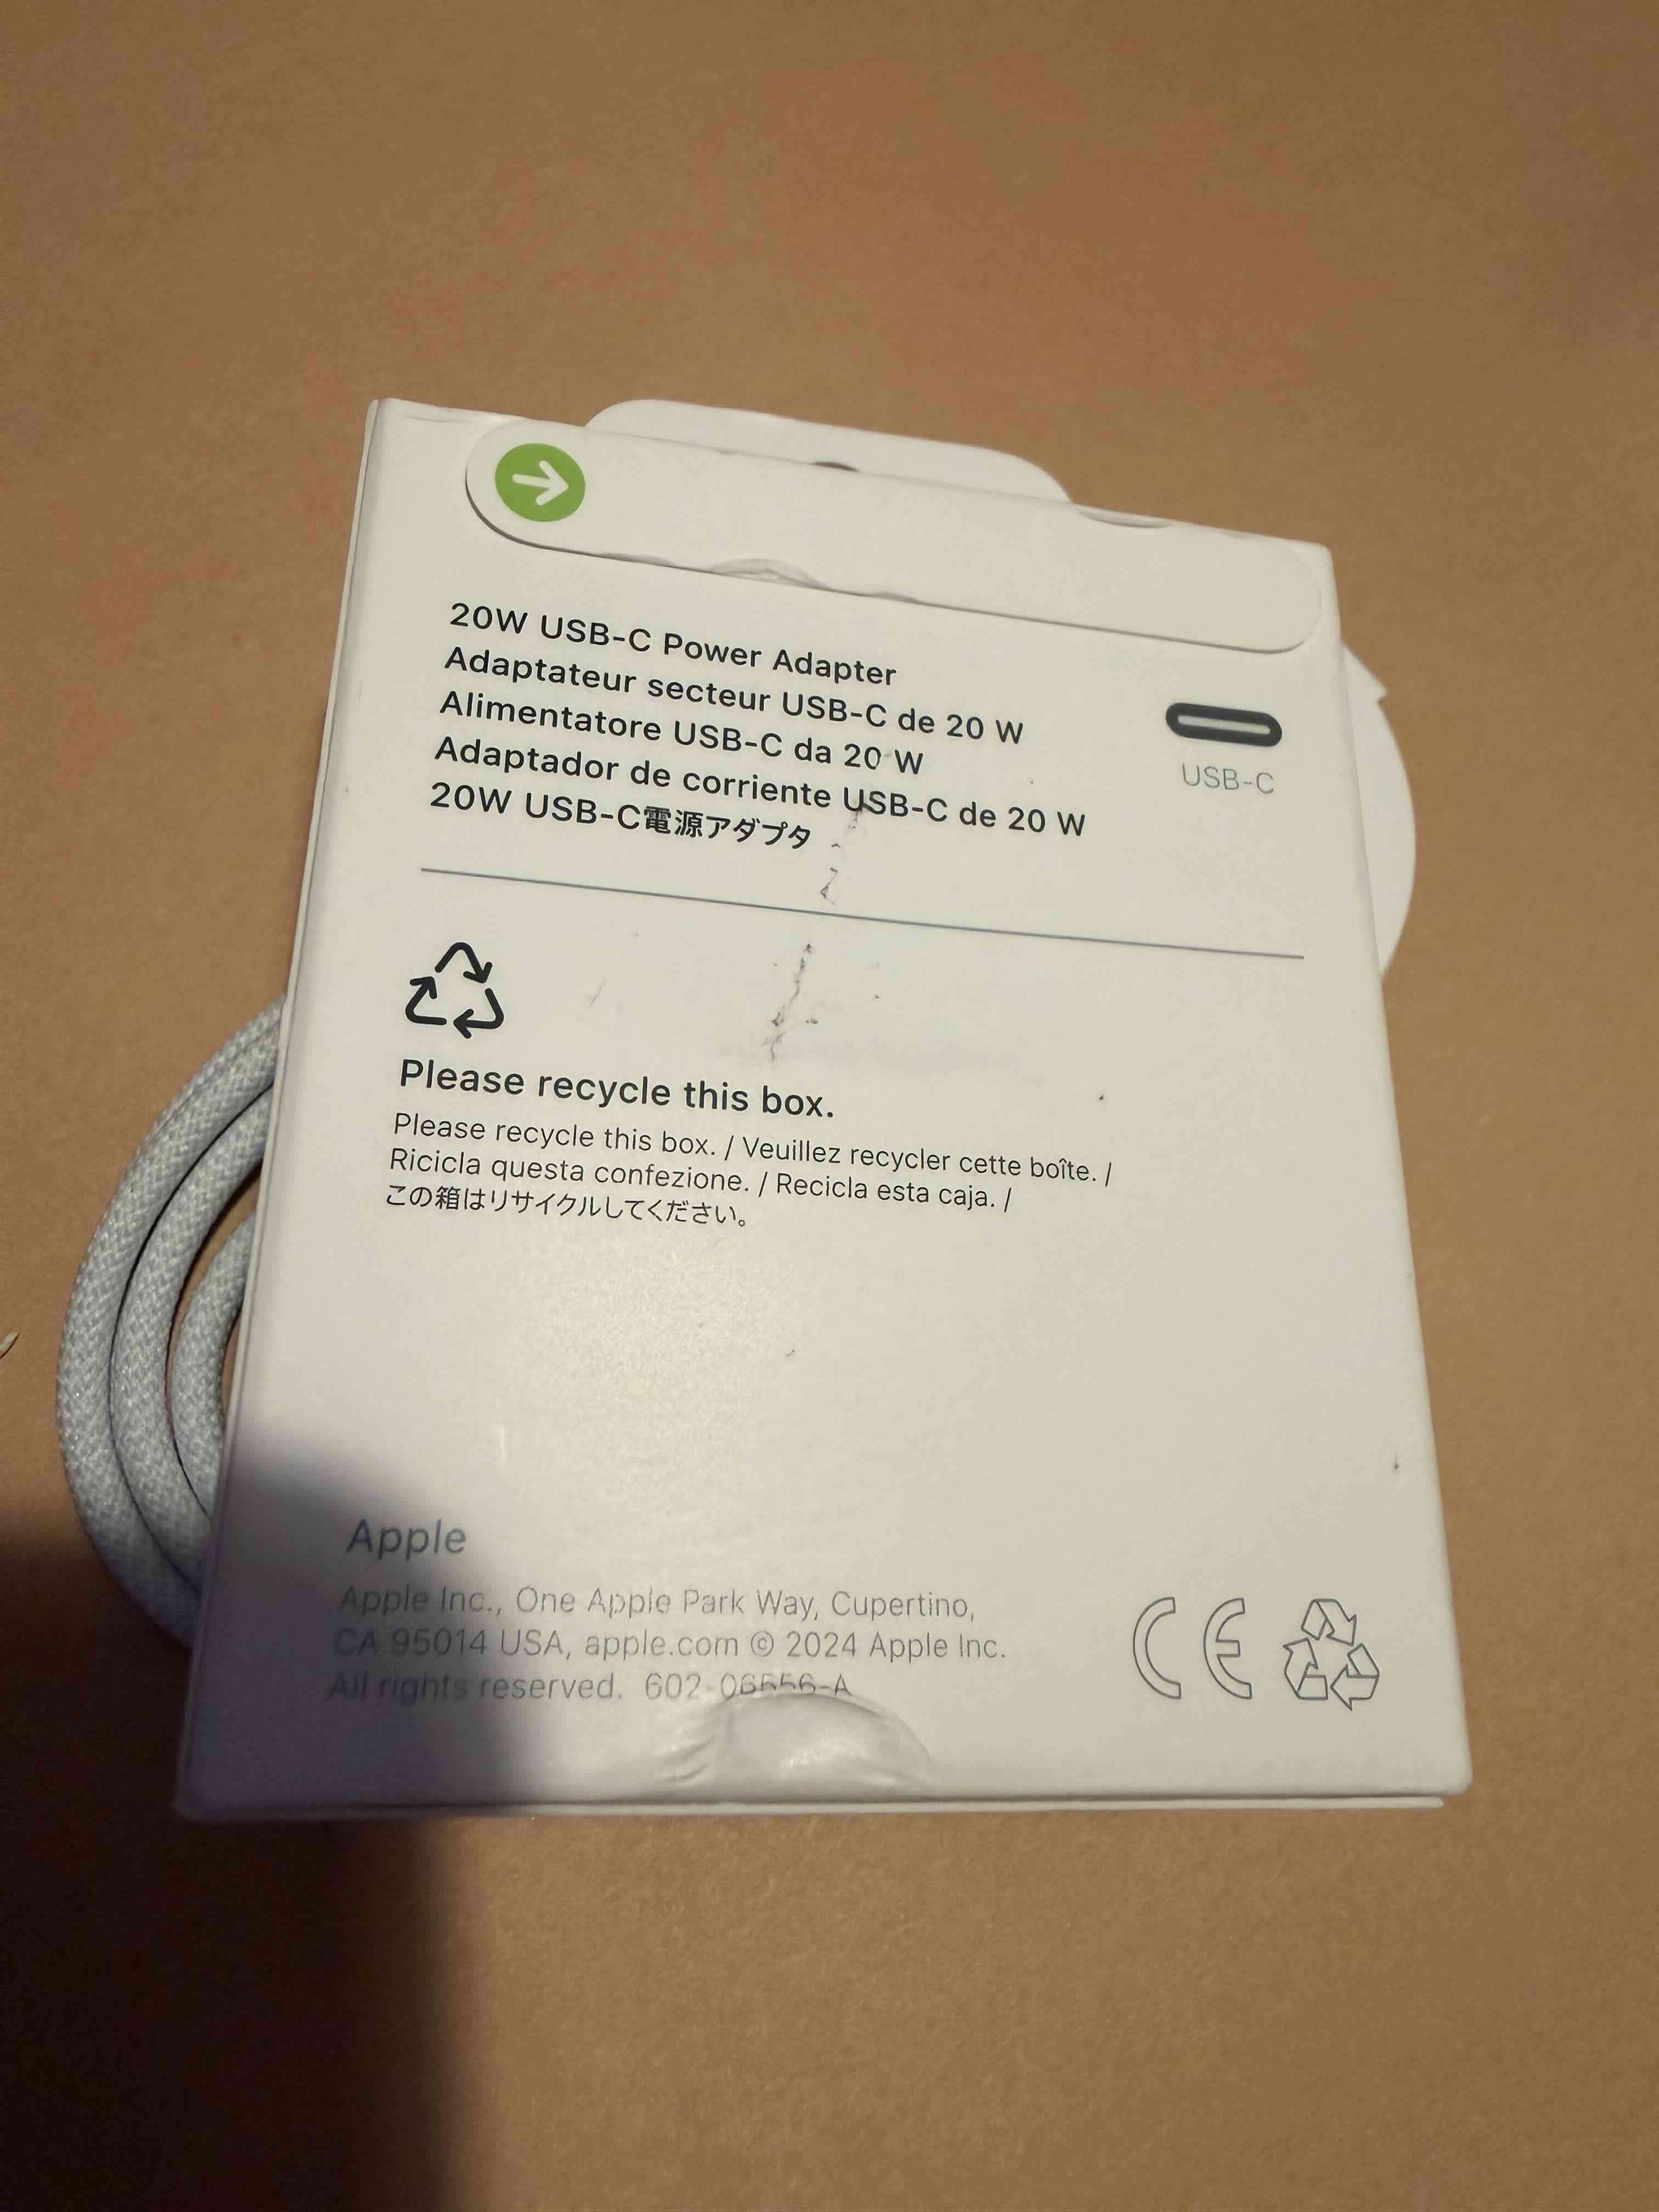 20W USB-C Power Adapter
Adaptateur secteur USB-C de 20 W
Alimentatore USB-C da 20 W
Adaptador de corriente USB-C de 20 W
20W USB-C電源アダプタ
USB-C
Please recycle this box.
Please recycle this box. / Veuillez recycler cette boîte. /
Ricicla questa confezione. / Recicla esta caja. /
この箱はリサイクルしてください。
Apple
Apple Inc., One Apple Park Way, Cupertino,
CA 95014 USA, apple.com © 2024 Apple Inc.
All rights reserved.
CE